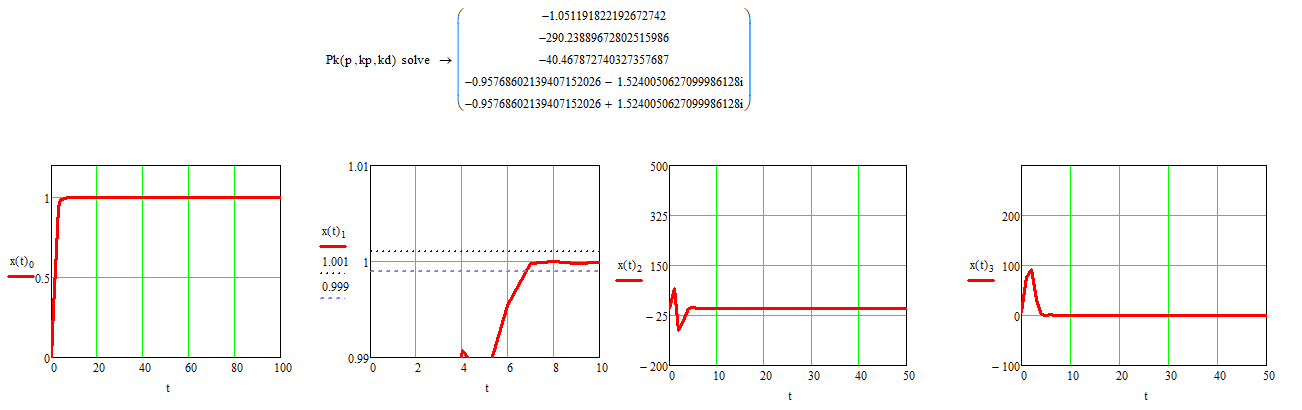 −1.051191822192672742
−290.23889672802515986
Pk(p ,kp,kd) solve → −40.467872740327357687
−0.95768602139407152026 − 1.5240050627099986128i
−0.95768602139407152026 + 1.5240050627099986128i
x(t)0
1
0.5
0
0 20 40 60 80 100
t
x(t)1
1.001
0.999
1.01
1
0.99
0 2 4 6 8 10
t
x(t)2
500
325
150
− 25
− 200
0 10 20 30 40 50
t
x(t)3
200
100
0
− 100
0 10 20 30 40 50
t